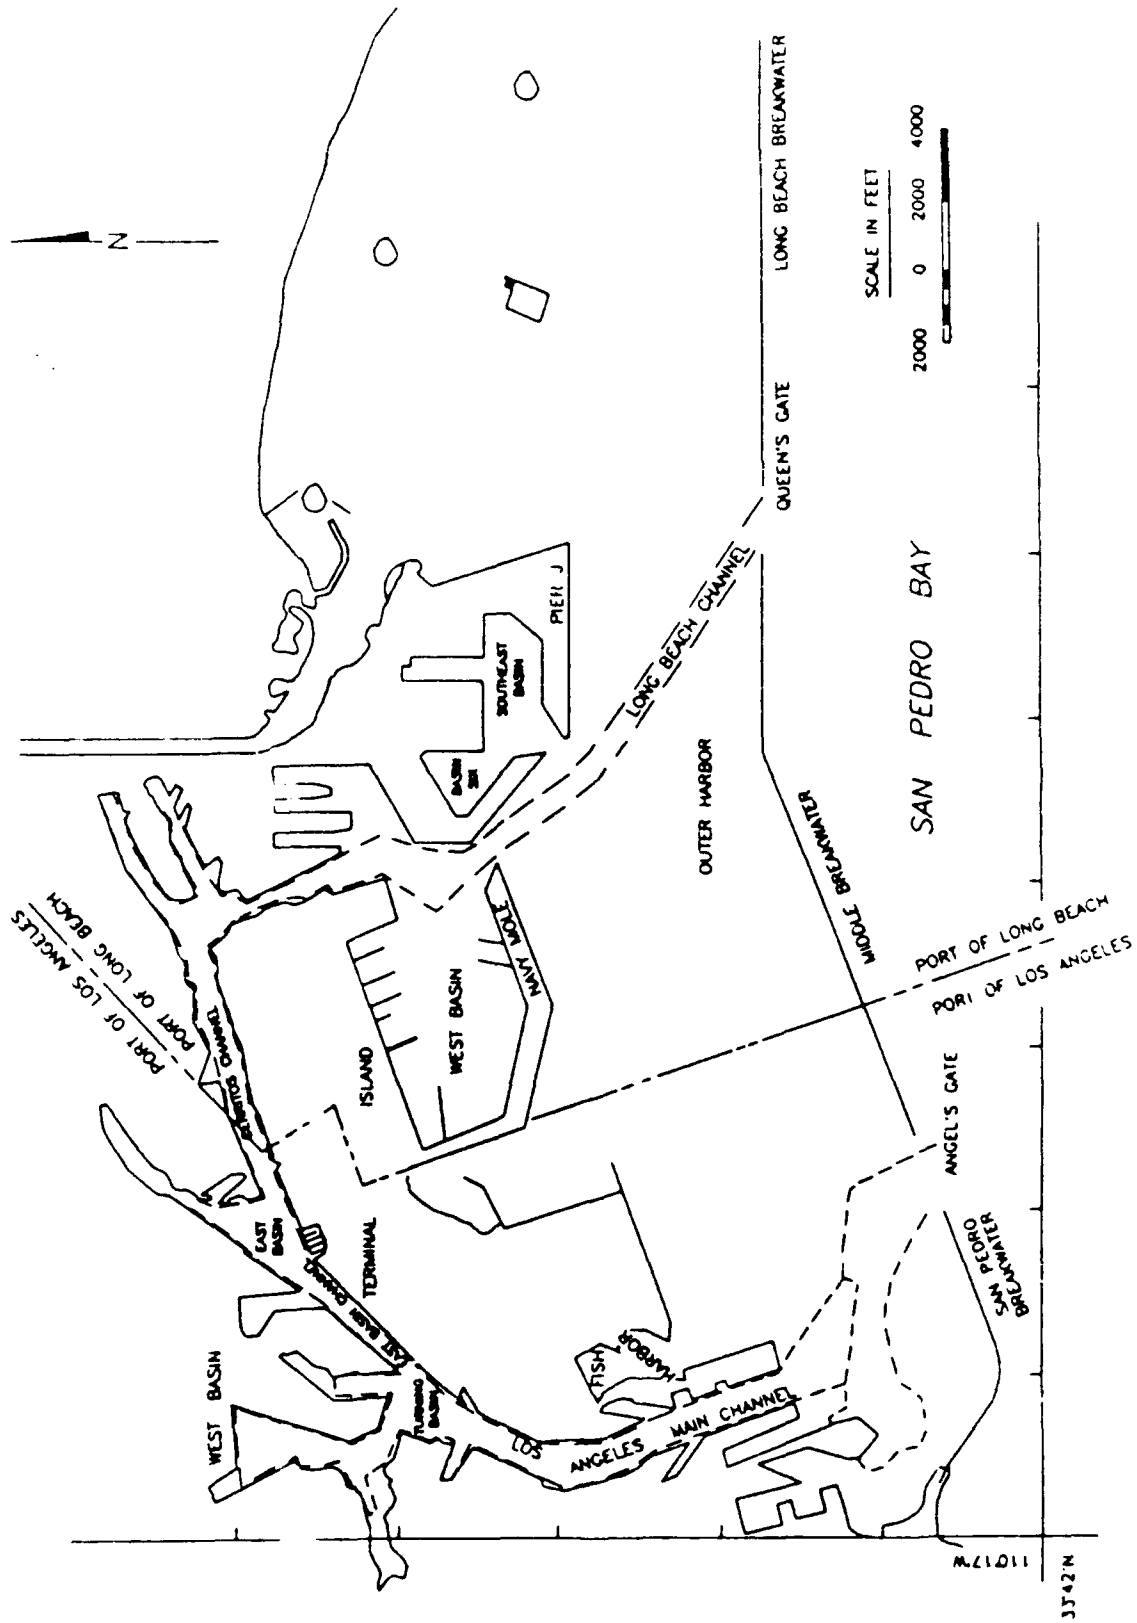 N
PORT OF LOS ANGELES
PORT OF LONG BEACH
CERRITOS CHANNEL
WEST BASIN
EAST BASIN
EAST BASIN CHANNEL
TURNING BASIN
TERMINAL
ISLAND
WEST BASIN
NAVY MOLE
BASIN
SOUTHEAST BASIN
PIER J
LOS
ANGELES
MAIN CHANNEL
FISH
HARBOR
OUTER HARBOR
LONG BEACH CHANNEL
SAN PEDRO BREAKWATER
ANGEL'S GATE
MIDDLE BREAKWATER
QUEEN'S GATE
LONG BEACH BREAKWATER
PORT OF LONG BEACH
PORT OF LOS ANGELES
SAN PEDRO BAY
SCALE IN FEET
2000 0 2000 4000
33°42'N